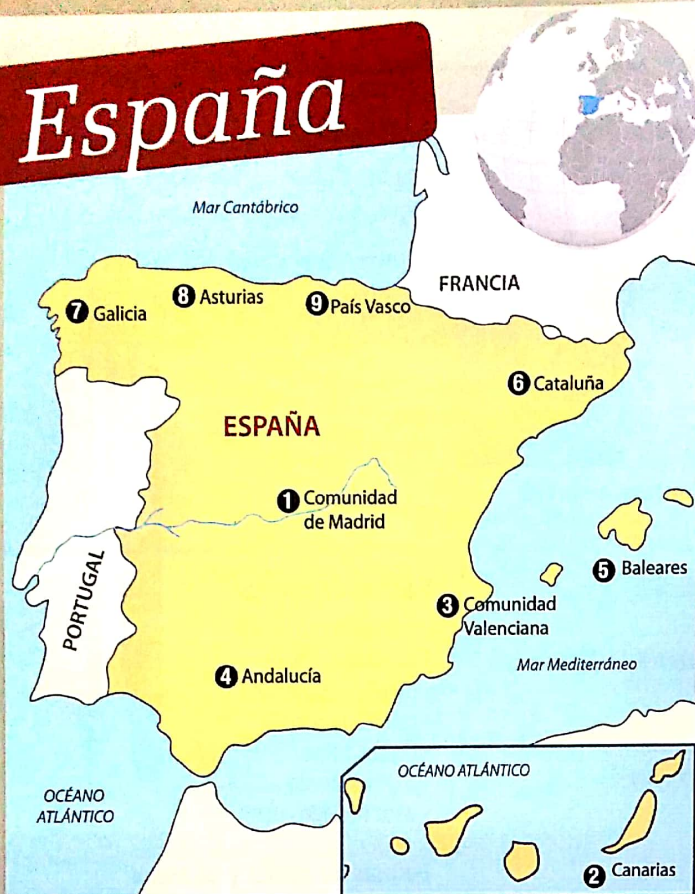 España
Mar Cantábrico
FRANCIA
7 Galicia
8 Asturias
9 País Vasco
6 Cataluña
ESPAÑA
1 Comunidad
de Madrid
5 Baleares
PORTUGAL
3 Comunidad
Valenciana
Mar Mediterráneo
4 Andalucía
OCÉANO
ATLÁNTICO
OCÉANO ATLÁNTICO
2 Canarias